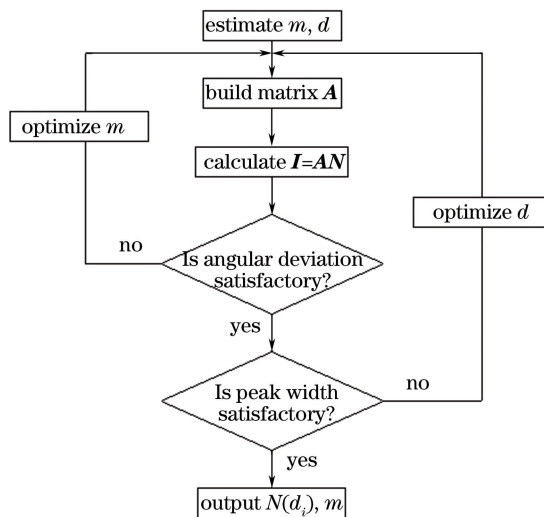 estimate m, d
build matrix A
optimize m
calculate I=AN
optimize d
no
Is angular deviation
satisfactory?
yes
Is peak width
satisfactory?
no
yes
output N(dᵢ), m